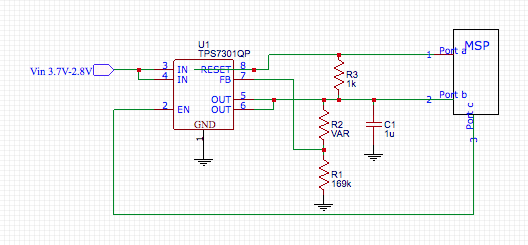 U1
TPS7301QP
Vin 3.7V-2.8V
3 IN
4 IN
2 EN
RESET 8
FB 7
OUT 5
OUT 6
GND
1
R3
1k
R2
VAR
R1
169k
C1
1u
MSP
1 Port a
2 Port b
Port c
3